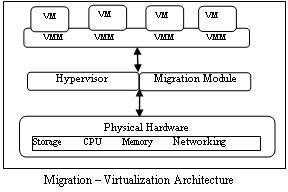 VM VM VM VM
VMM VMM VMM VMM
Hypervisor Migration Module
Physical Hardware
Storage CPU Memory Networking
Migration – Virtualization Architecture